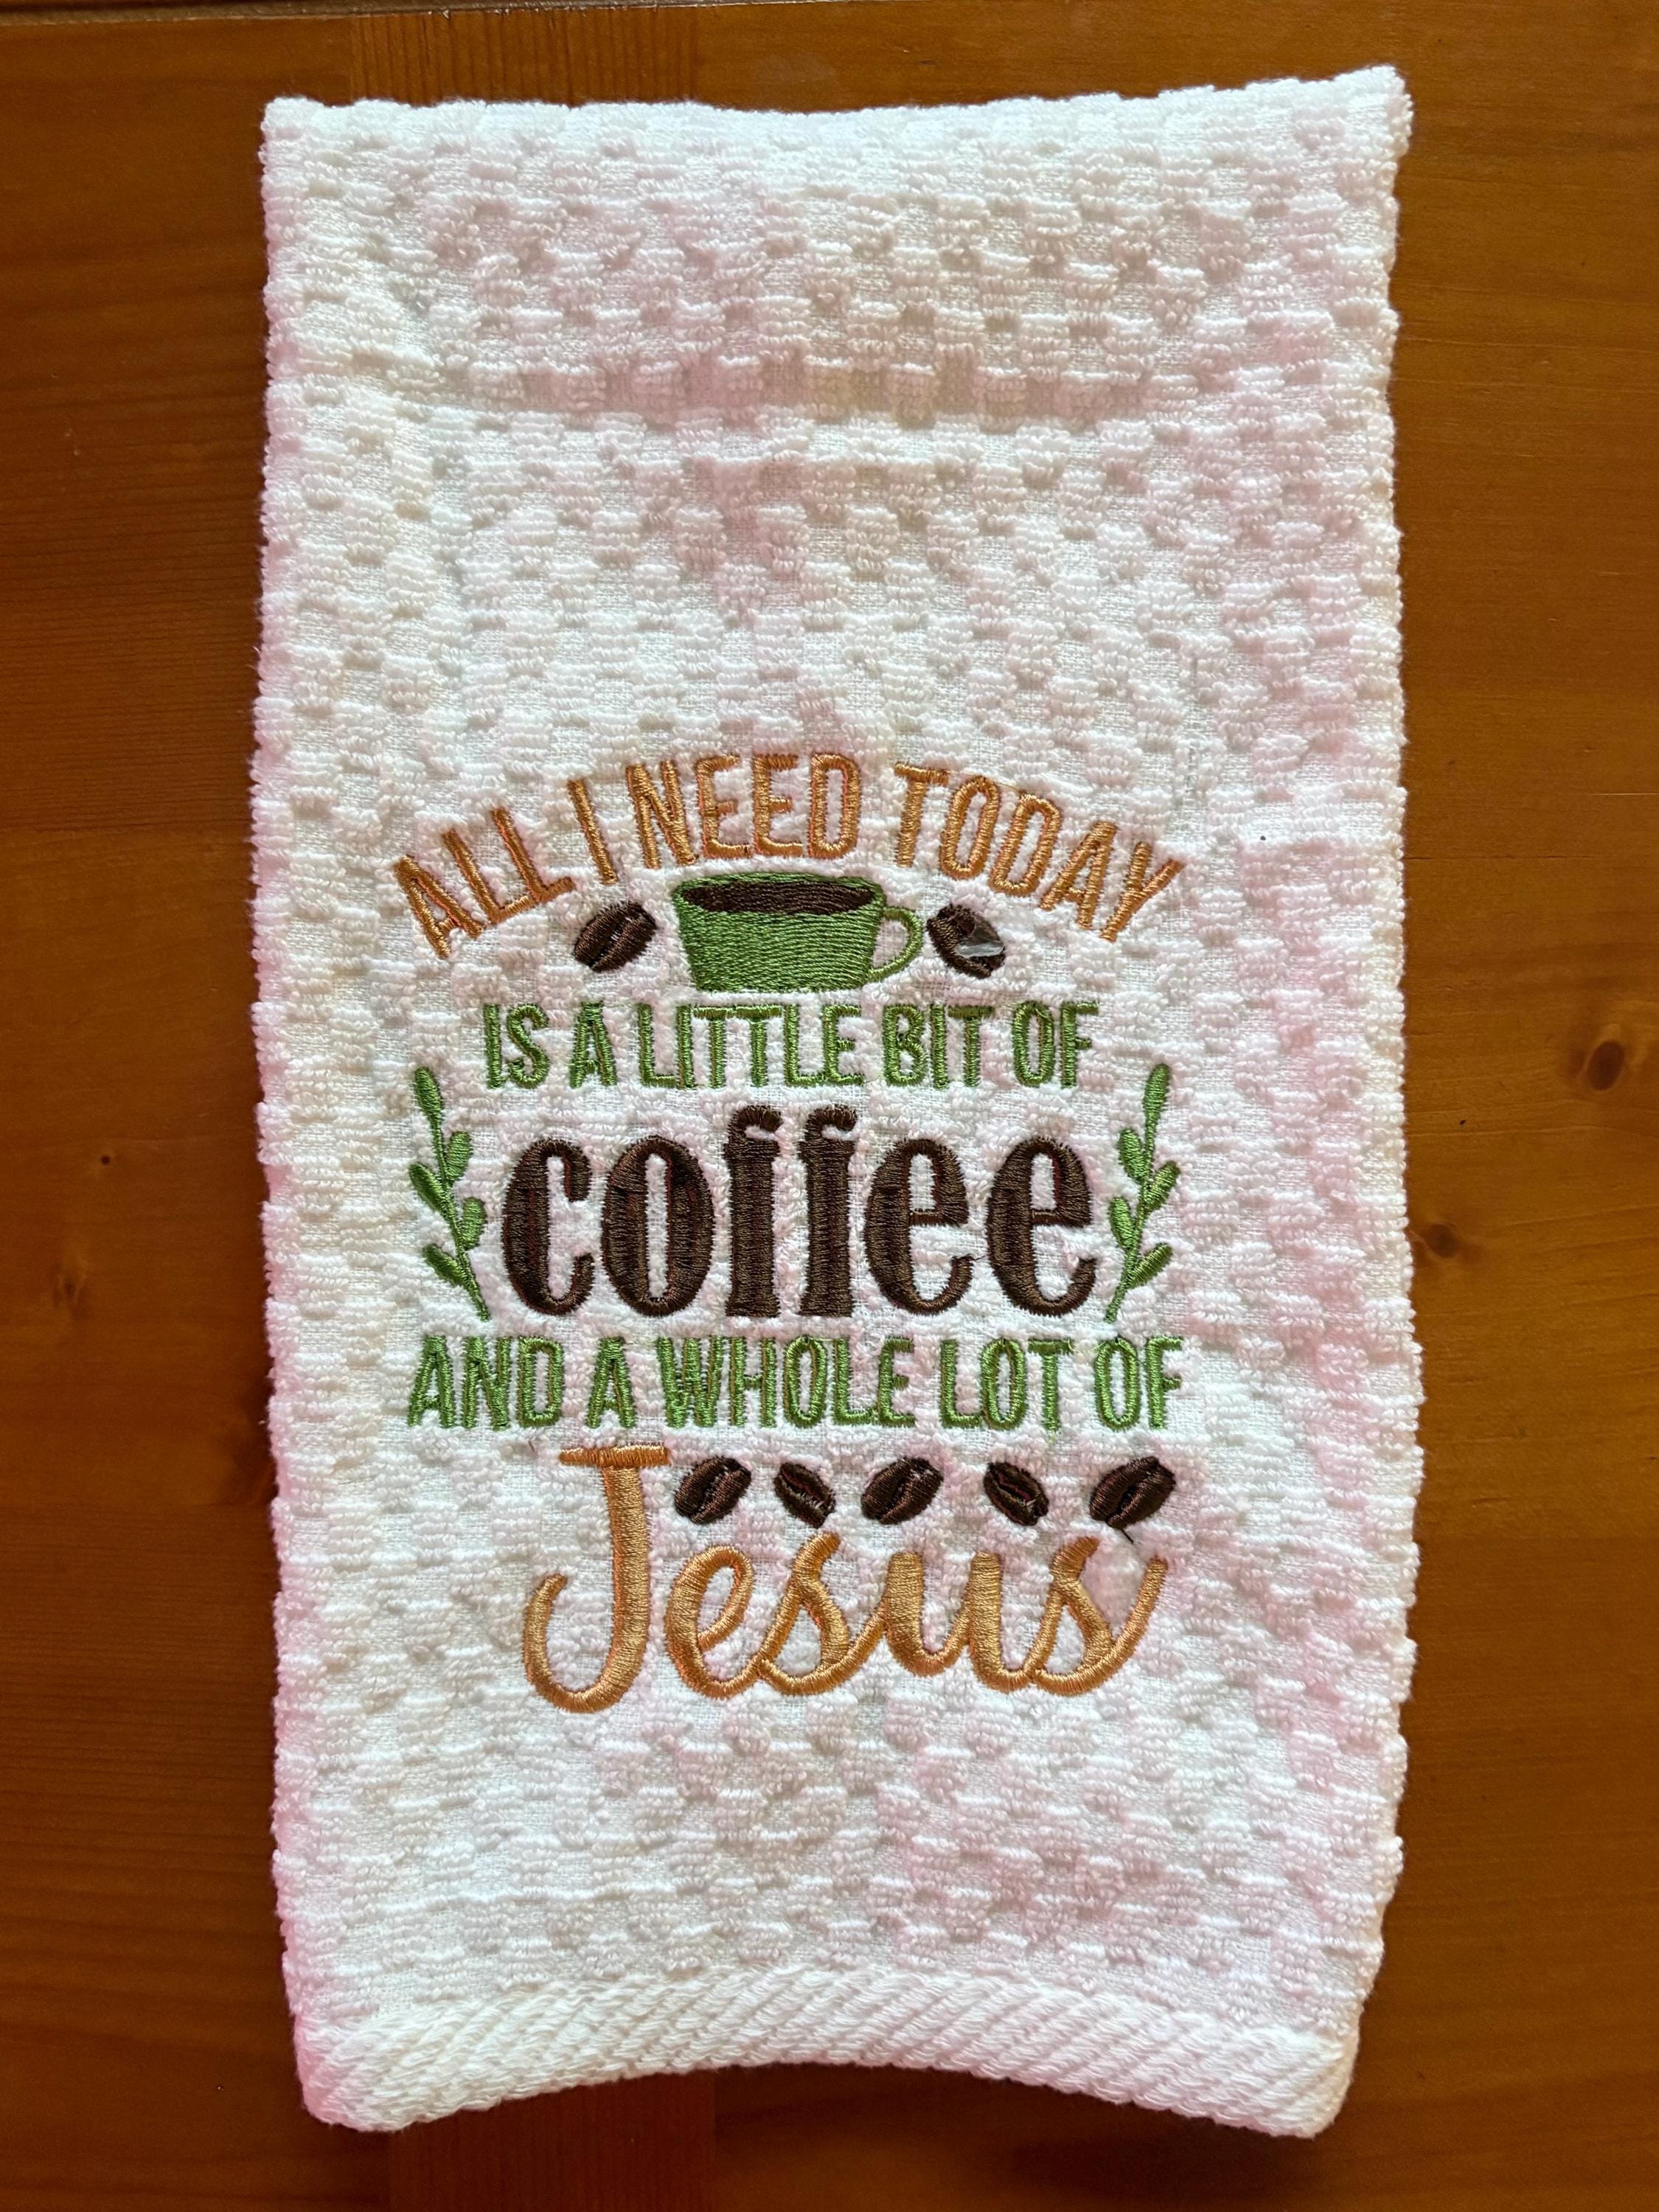 ALL I NEED TODAY
IS A LITTLE BIT OF
coffee
AND A WHOLE LOT OF
Jesus